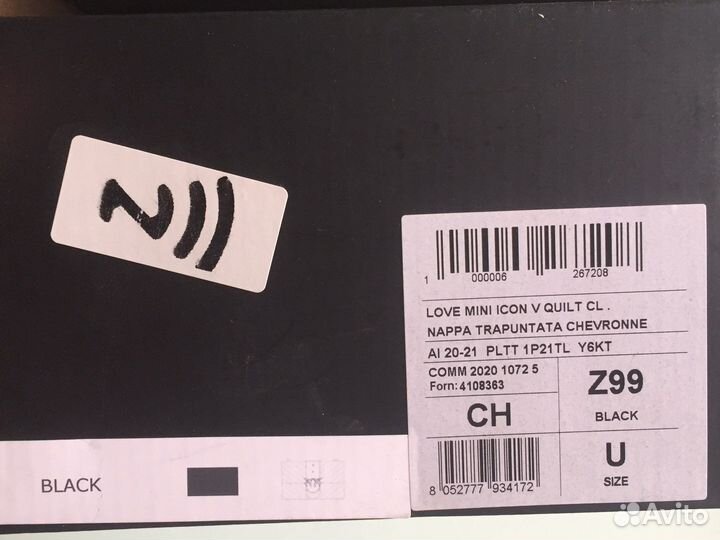 1 000006 267208
LOVE MINI ICON V QUILT CL .
NAPPA TRAPUNTATA CHEVRONNE
AI 20-21 PLTT 1P21TL Y6KT
COMM 2020 1072 5
Forn: 4108363
Z99
BLACK
CH
U
SIZE
8 052777 934172
BLACK
Avito